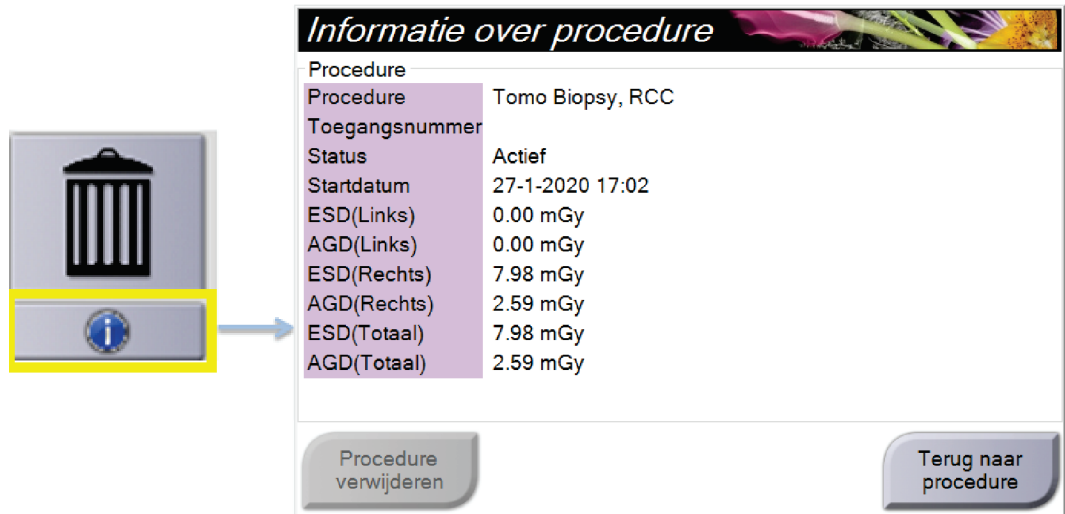 Informatie over procedure
Procedure
Procedure Tomo Biopsy, RCC
Toegangsnummer
Status Actief
Startdatum 27-1-2020 17:02
ESD(Links) 0.00 mGy
AGD(Links) 0.00 mGy
ESD(Rechts) 7.98 mGy
AGD(Rechts) 2.59 mGy
ESD(Totaal) 7.98 mGy
AGD(Totaal) 2.59 mGy
Procedure
verwijderen
Terug naar
procedure